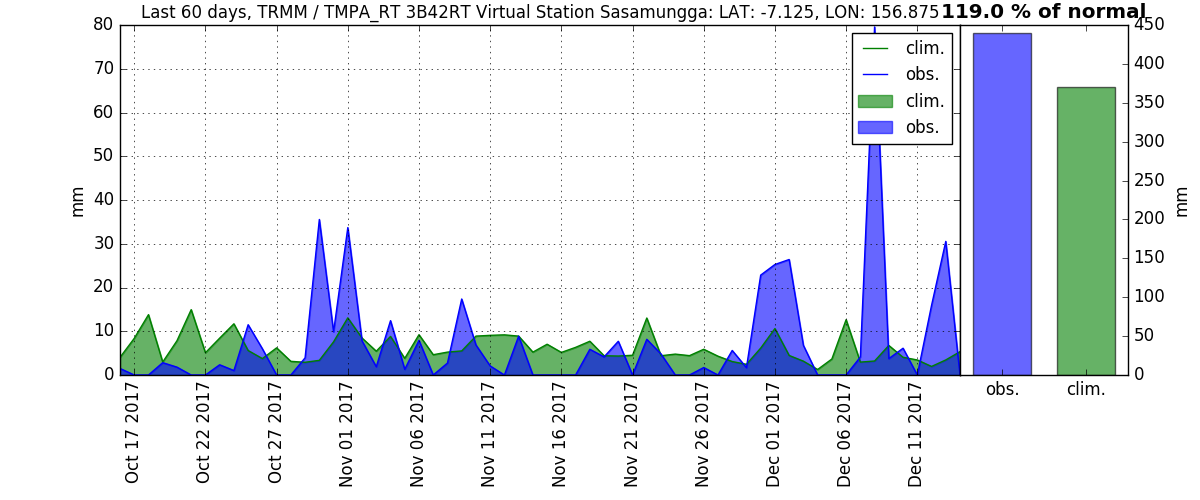 Last 60 days, TRMM / TMPA_RT 3B42RT Virtual Station Sasamungga: LAT: -7.125, LON: 156.875
119.0 % of normal
80
70
60
50
40
30
20
10
0
mm
clim.
obs.
clim.
obs.
Oct 17 2017
Oct 22 2017
Oct 27 2017
Nov 01 2017
Nov 06 2017
Nov 11 2017
Nov 16 2017
Nov 21 2017
Nov 26 2017
Dec 01 2017
Dec 06 2017
Dec 11 2017
450
400
350
300
250
200
150
100
50
0
mm
obs. clim.